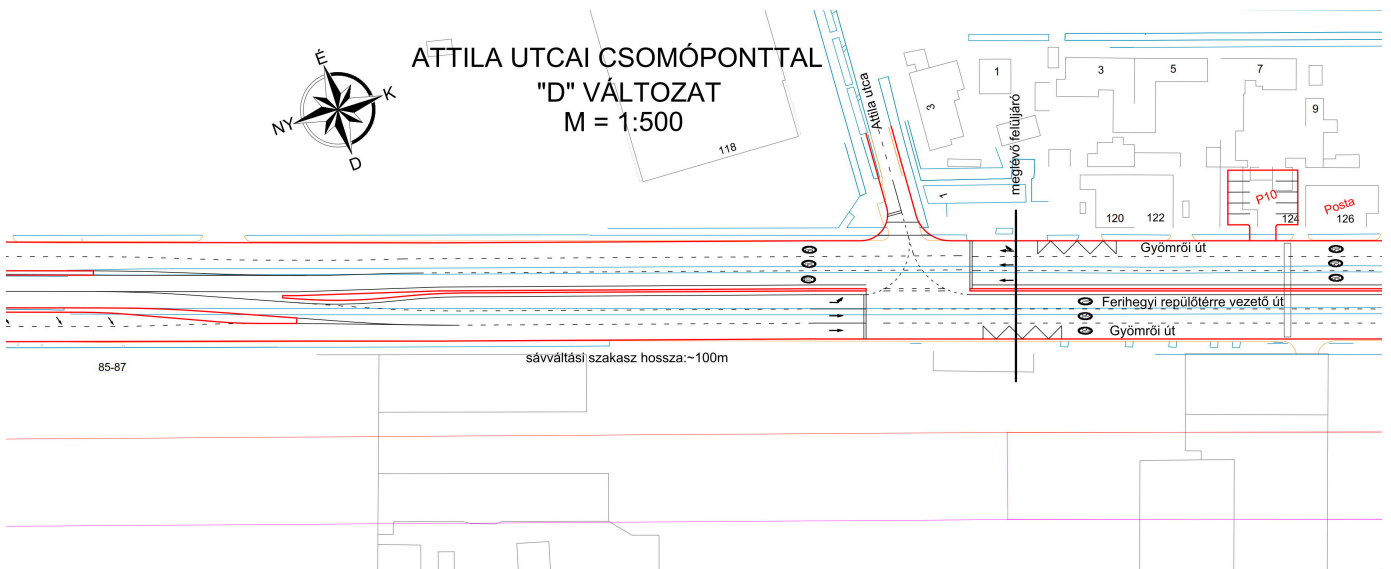 ATTILA UTCAI CSOMÓPONTTAL
"D" VÁLTOZAT
M = 1:500
É
K
NY
D
118
Attila utca
3
1
meglévő felüljáró
3
5
7
9
1
120
122
P10
124
Posta
126
Gyömrői út
Ferihegyi repülőtérre vezető út
Gyömrői út
sávváltási szakasz hossza:~100m
85-87